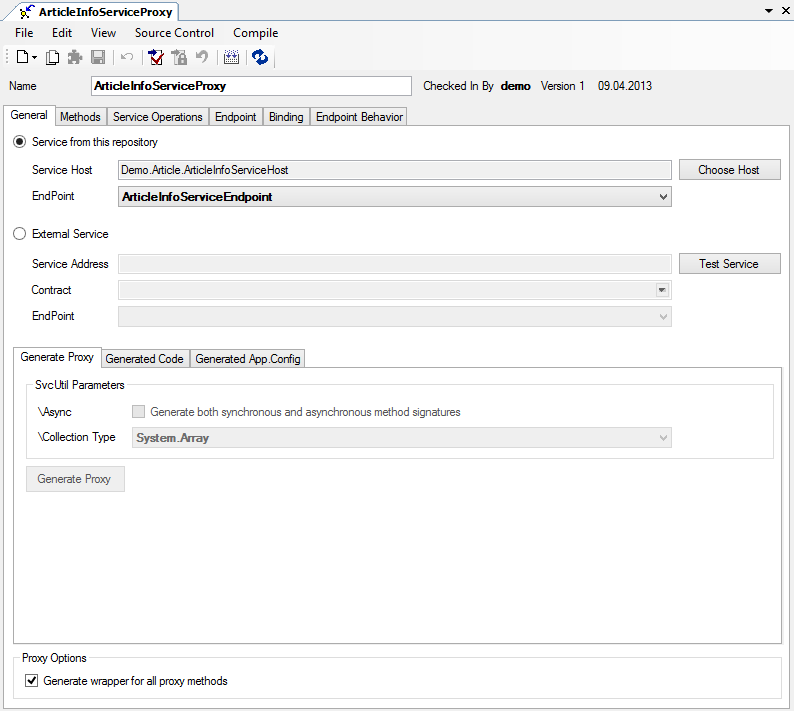 ArticleInfoServiceProxy
File Edit View Source Control Compile
Name ArticleInfoServiceProxy Checked In By demo Version 1 09.04.2013
General Methods Service Operations Endpoint Binding Endpoint Behavior
Service from this repository
Service Host Demo.Article.ArticleInfoServiceHost Choose Host
EndPoint ArticleInfoServiceEndpoint
External Service
Service Address Test Service
Contract
EndPoint
Generate Proxy Generated Code Generated App.Config
SvcUtil Parameters
\Async Generate both synchronous and asynchronous method signatures
\Collection Type System.Array
Generate Proxy
Proxy Options
Generate wrapper for all proxy methods